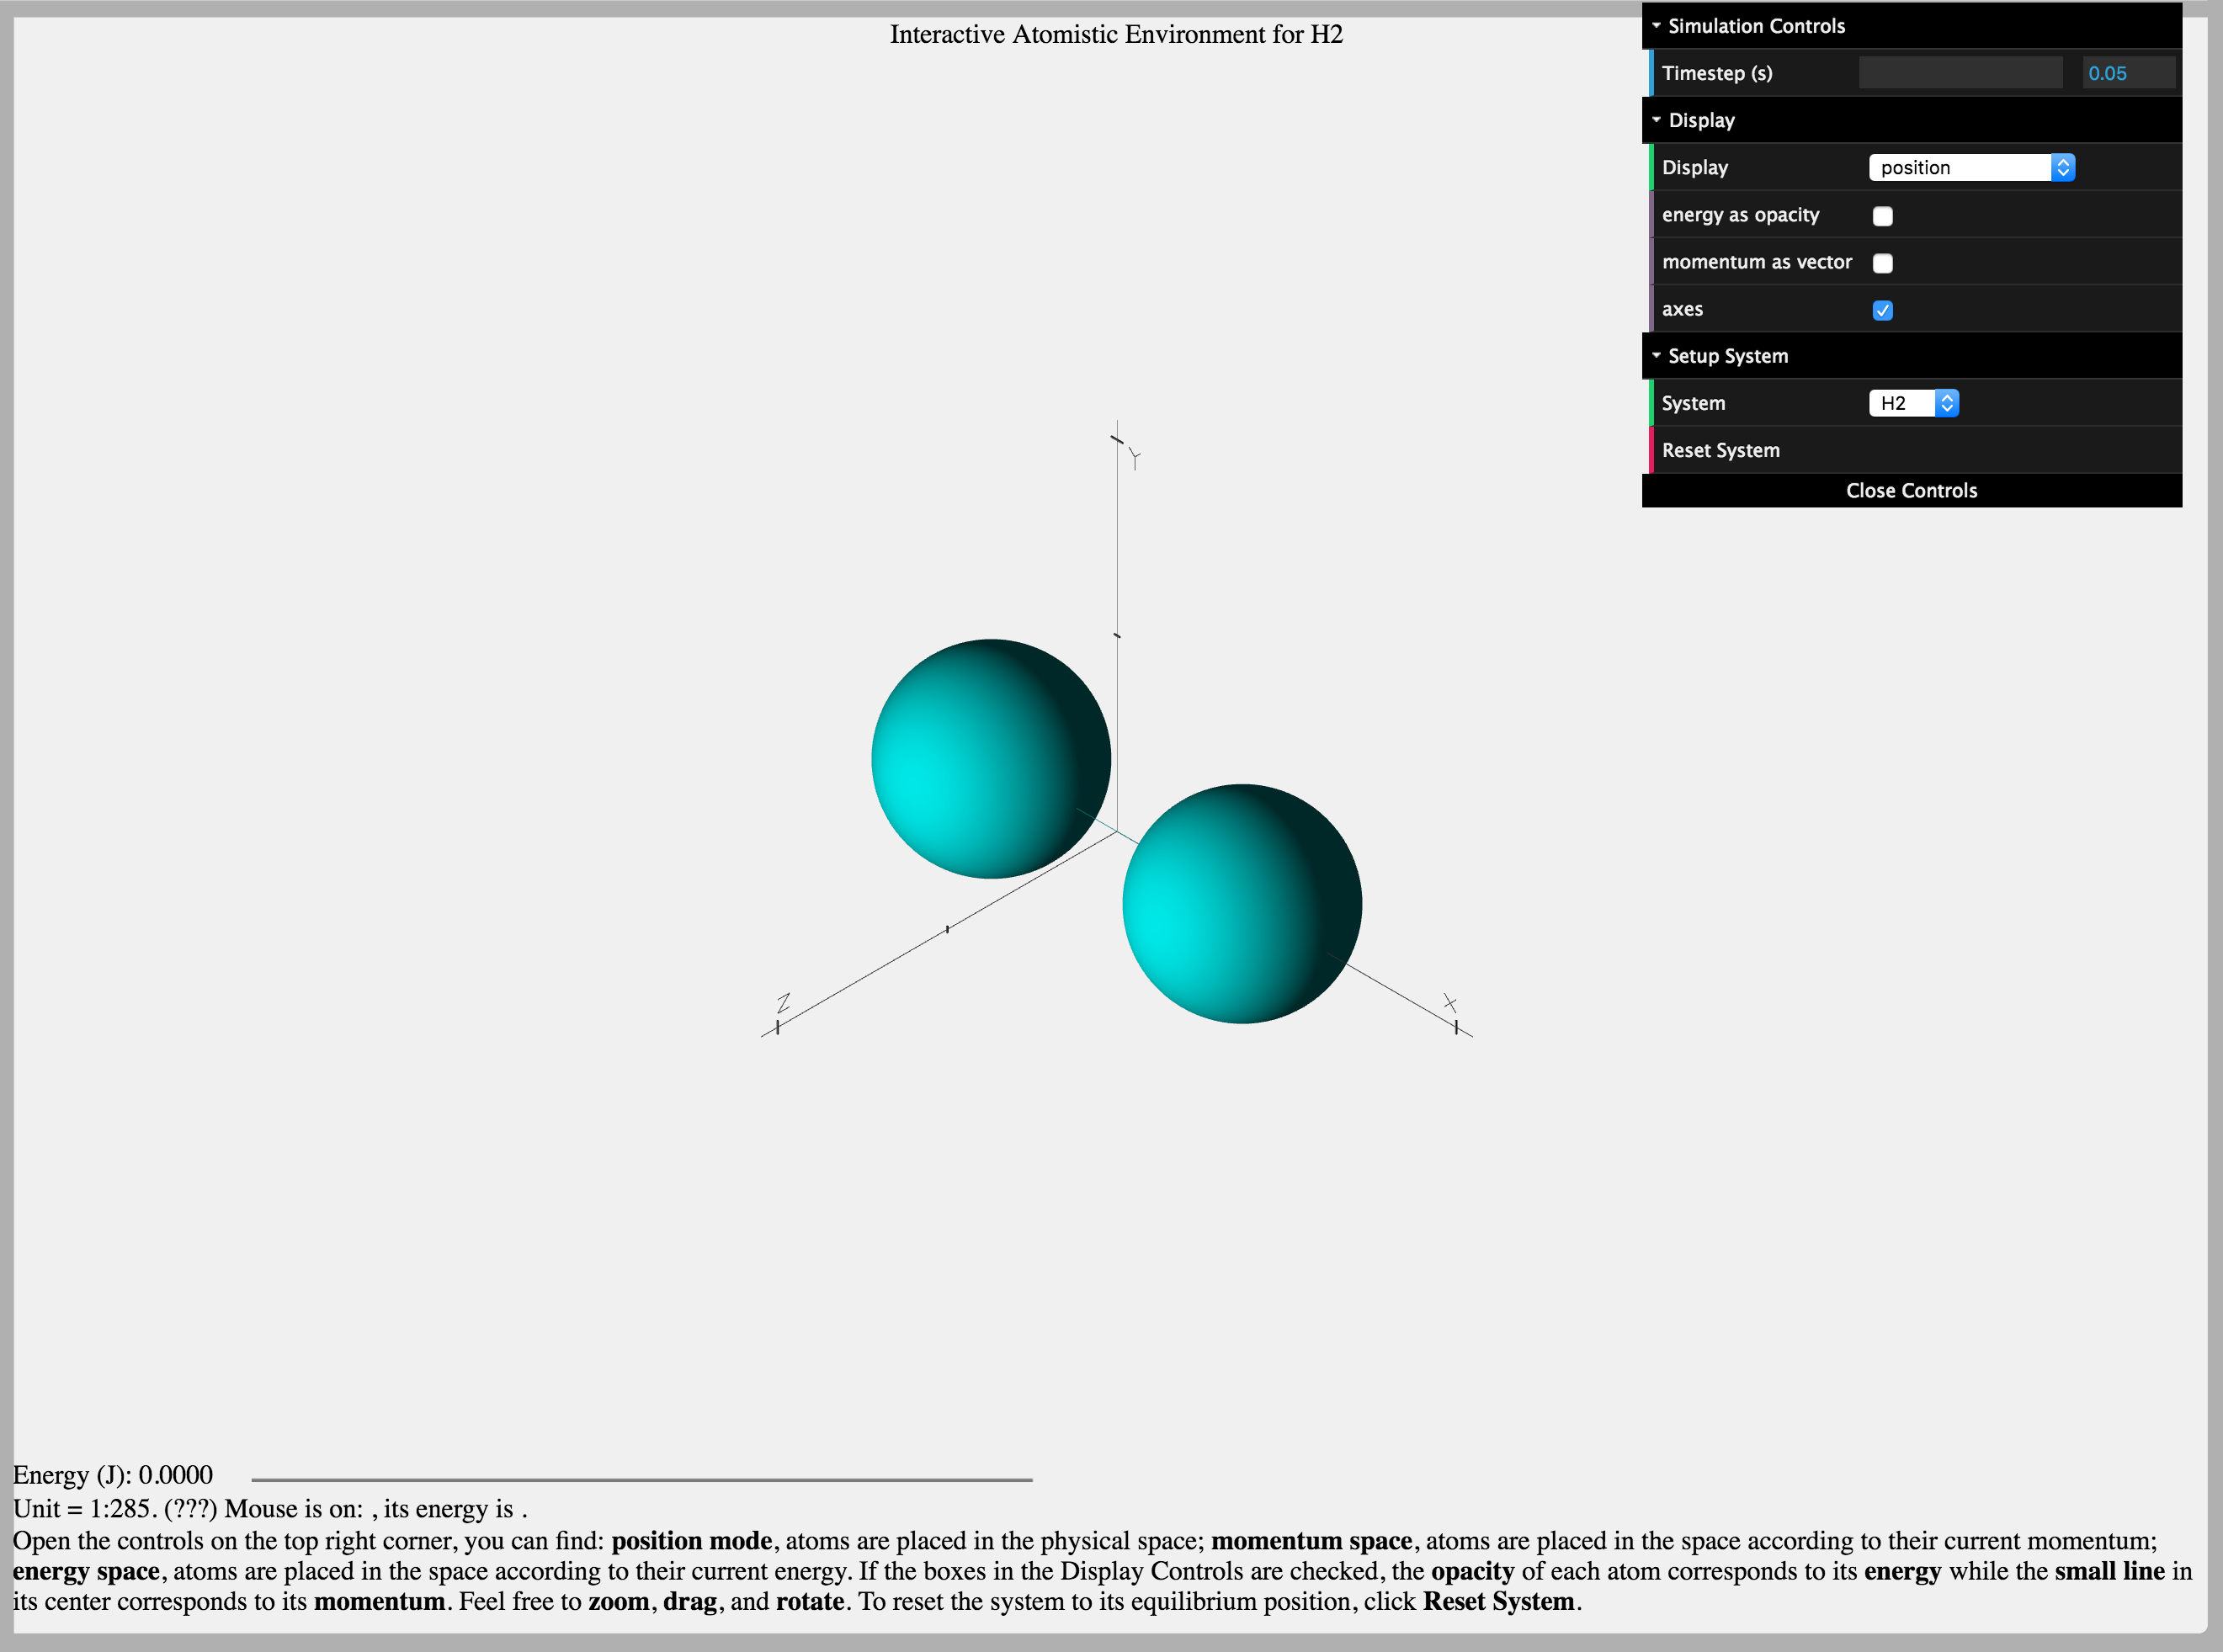 Interactive Atomistic Environment for H2
Simulation Controls
Timestep (s) 0.05
Display
Display position
energy as opacity
momentum as vector
axes
Setup System
System H2
Reset System
Close Controls
Y
Z
X
Energy (J): 0.0000
Unit = 1:285. (???) Mouse is on: , its energy is .
Open the controls on the top right corner, you can find: position mode, atoms are placed in the physical space; momentum space, atoms are placed in the space according to their current momentum;
energy space, atoms are placed in the space according to their current energy. If the boxes in the Display Controls are checked, the opacity of each atom corresponds to its energy while the small line in
its center corresponds to its momentum. Feel free to zoom, drag, and rotate. To reset the system to its equilibrium position, click Reset System.